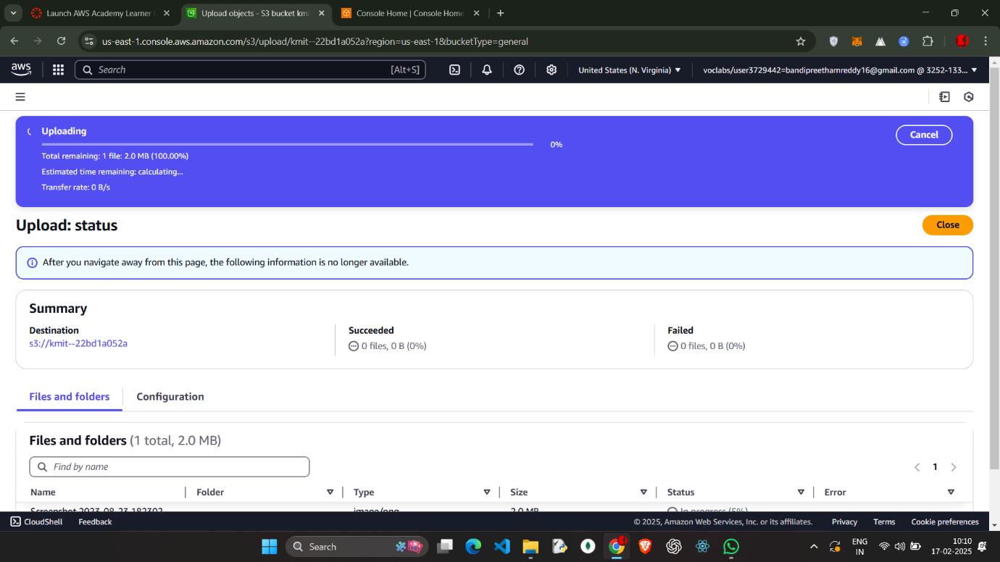 Launch AWS Academy Learner
Upload objects - S3 bucket kmi
Console Home | Console Home
us-east-1.console.aws.amazon.com/s3/upload/kmit--22bd1a052a?region=us-east-1&bucketType=general
aws
Search
[Alt+S]
United States (N. Virginia)
voclabs/user3729442=bandipreethamreddy16@gmail.com @ 3252-133...
Uploading
0%
Cancel
Total remaining: 1 file: 2.0 MB (100.00%)
Estimated time remaining: calculating...
Transfer rate: 0 B/s
Upload: status
Close
After you navigate away from this page, the following information is no longer available.
Summary
Destination
s3://kmit--22bd1a052a
Succeeded
0 files, 0 B (0%)
Failed
0 files, 0 B (0%)
Files and folders
Configuration
Files and folders (1 total, 2.0 MB)
Find by name
1
Name Folder Type Size Status Error
Screenshot 2023-08-23 182302 image/png 2.0 MB In progress (5%)
CloudShell Feedback
© 2025, Amazon Web Services, Inc. or its affiliates. Privacy Terms Cookie preferences
Search
ENG
IN
10:10
17-02-2025